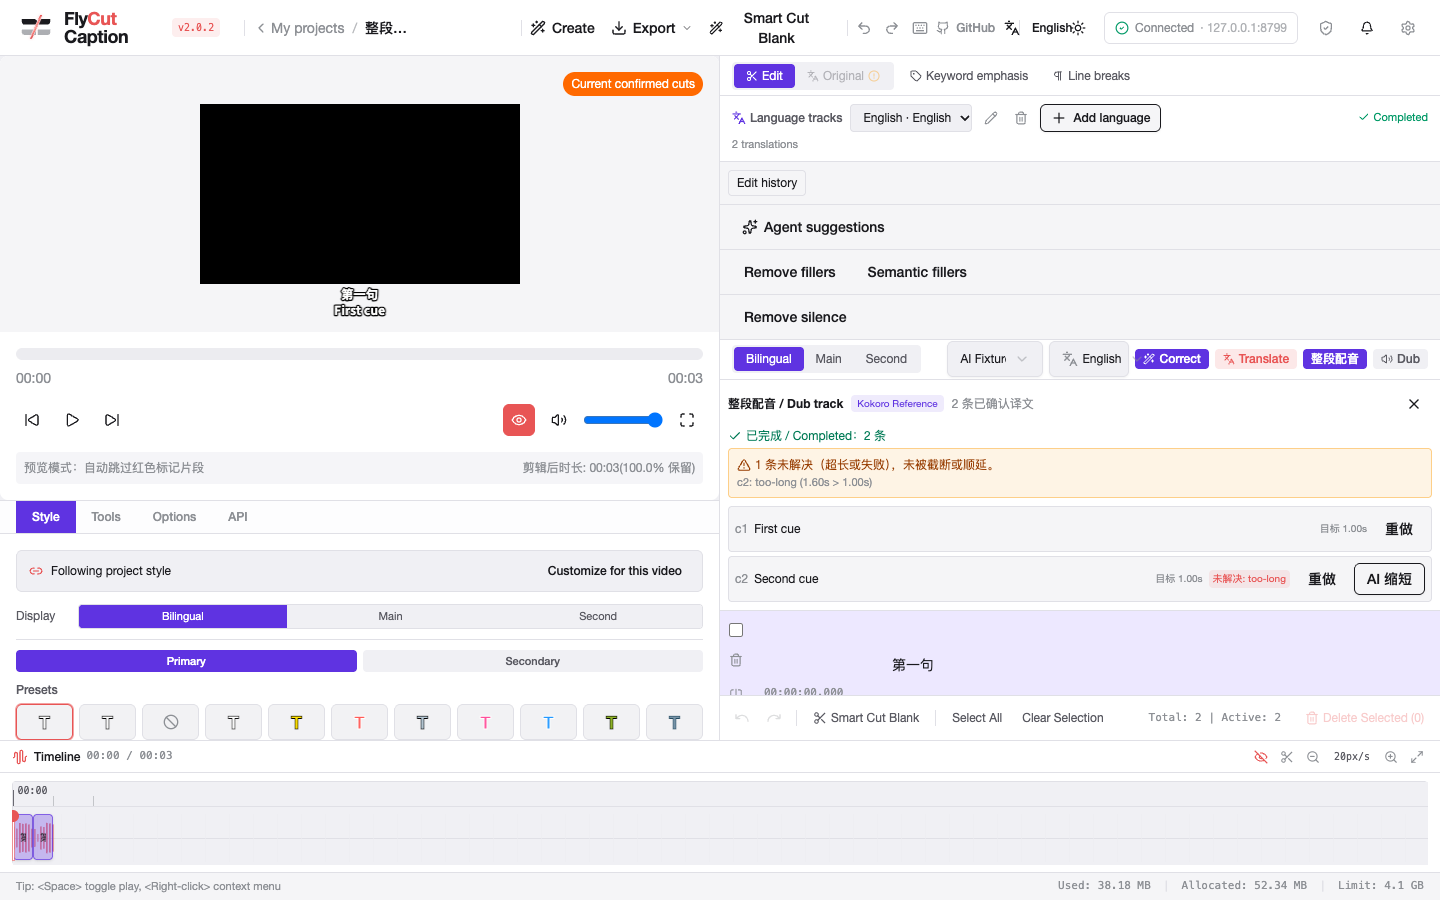 FlyCut
Caption
v2.0.2
My projects / 整段...
Create
Export
Smart Cut
Blank
GitHub
English
Connected · 127.0.0.1:8799
Current confirmed cuts
第一句
First cue
00:00
00:03
预览模式：自动跳过红色标记片段
剪辑后时长: 00:03(100.0% 保留)
Style
Tools
Options
API
Following project style
Customize for this video
Display
Bilingual
Main
Second
Primary
Secondary
Presets
T T T T T T T T T T
Edit
Original
Keyword emphasis
Line breaks
Language tracks
English · English
Add language
Completed
2 translations
Edit history
Agent suggestions
Remove fillers
Semantic fillers
Remove silence
Bilingual
Main
Second
AI Fixtur
English
Correct
Translate
整段配音
Dub
整段配音 / Dub track
Kokoro Reference
2 条已确认译文
已完成 / Completed：2 条
1 条未解决（超长或失败），未被截断或顺延。
c2: too-long (1.60s > 1.00s)
c1 First cue
目标 1.00s
重做
c2 Second cue
目标 1.00s
未解决: too-long
重做
AI 缩短
第一句
00:00:00.000
Smart Cut Blank
Select All
Clear Selection
Total: 2 | Active: 2
Delete Selected (0)
Timeline
00:00 / 00:03
20px/s
00:00
Tip: <Space> toggle play, <Right-click> context menu
Used: 38.18 MB
Allocated: 52.34 MB
Limit: 4.1 GB